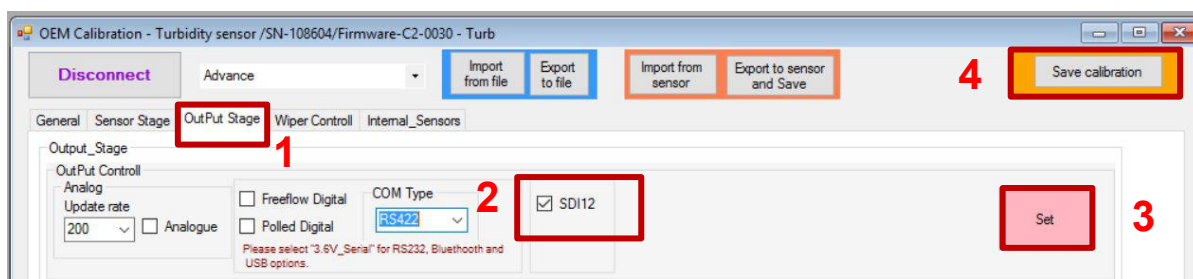 OEM Calibration - Turbidity sensor /SN-108604/Firmware-C2-0030 - Turb
Disconnect
Advance
Import
from file
Export
to file
Import from
sensor
Export to sensor
and Save
4
Save calibration
General
Sensor Stage
OutPut Stage
Wiper Controll
Internal_Sensors
1
Output_Stage
OutPut Controll
Analog
Update rate
200
Analogue
Freeflow Digital
Polled Digital
COM Type
RS422
Please select "3.6V_Serial" for RS232, Bluethooth and
USB options.
2
SDI12
Set
3